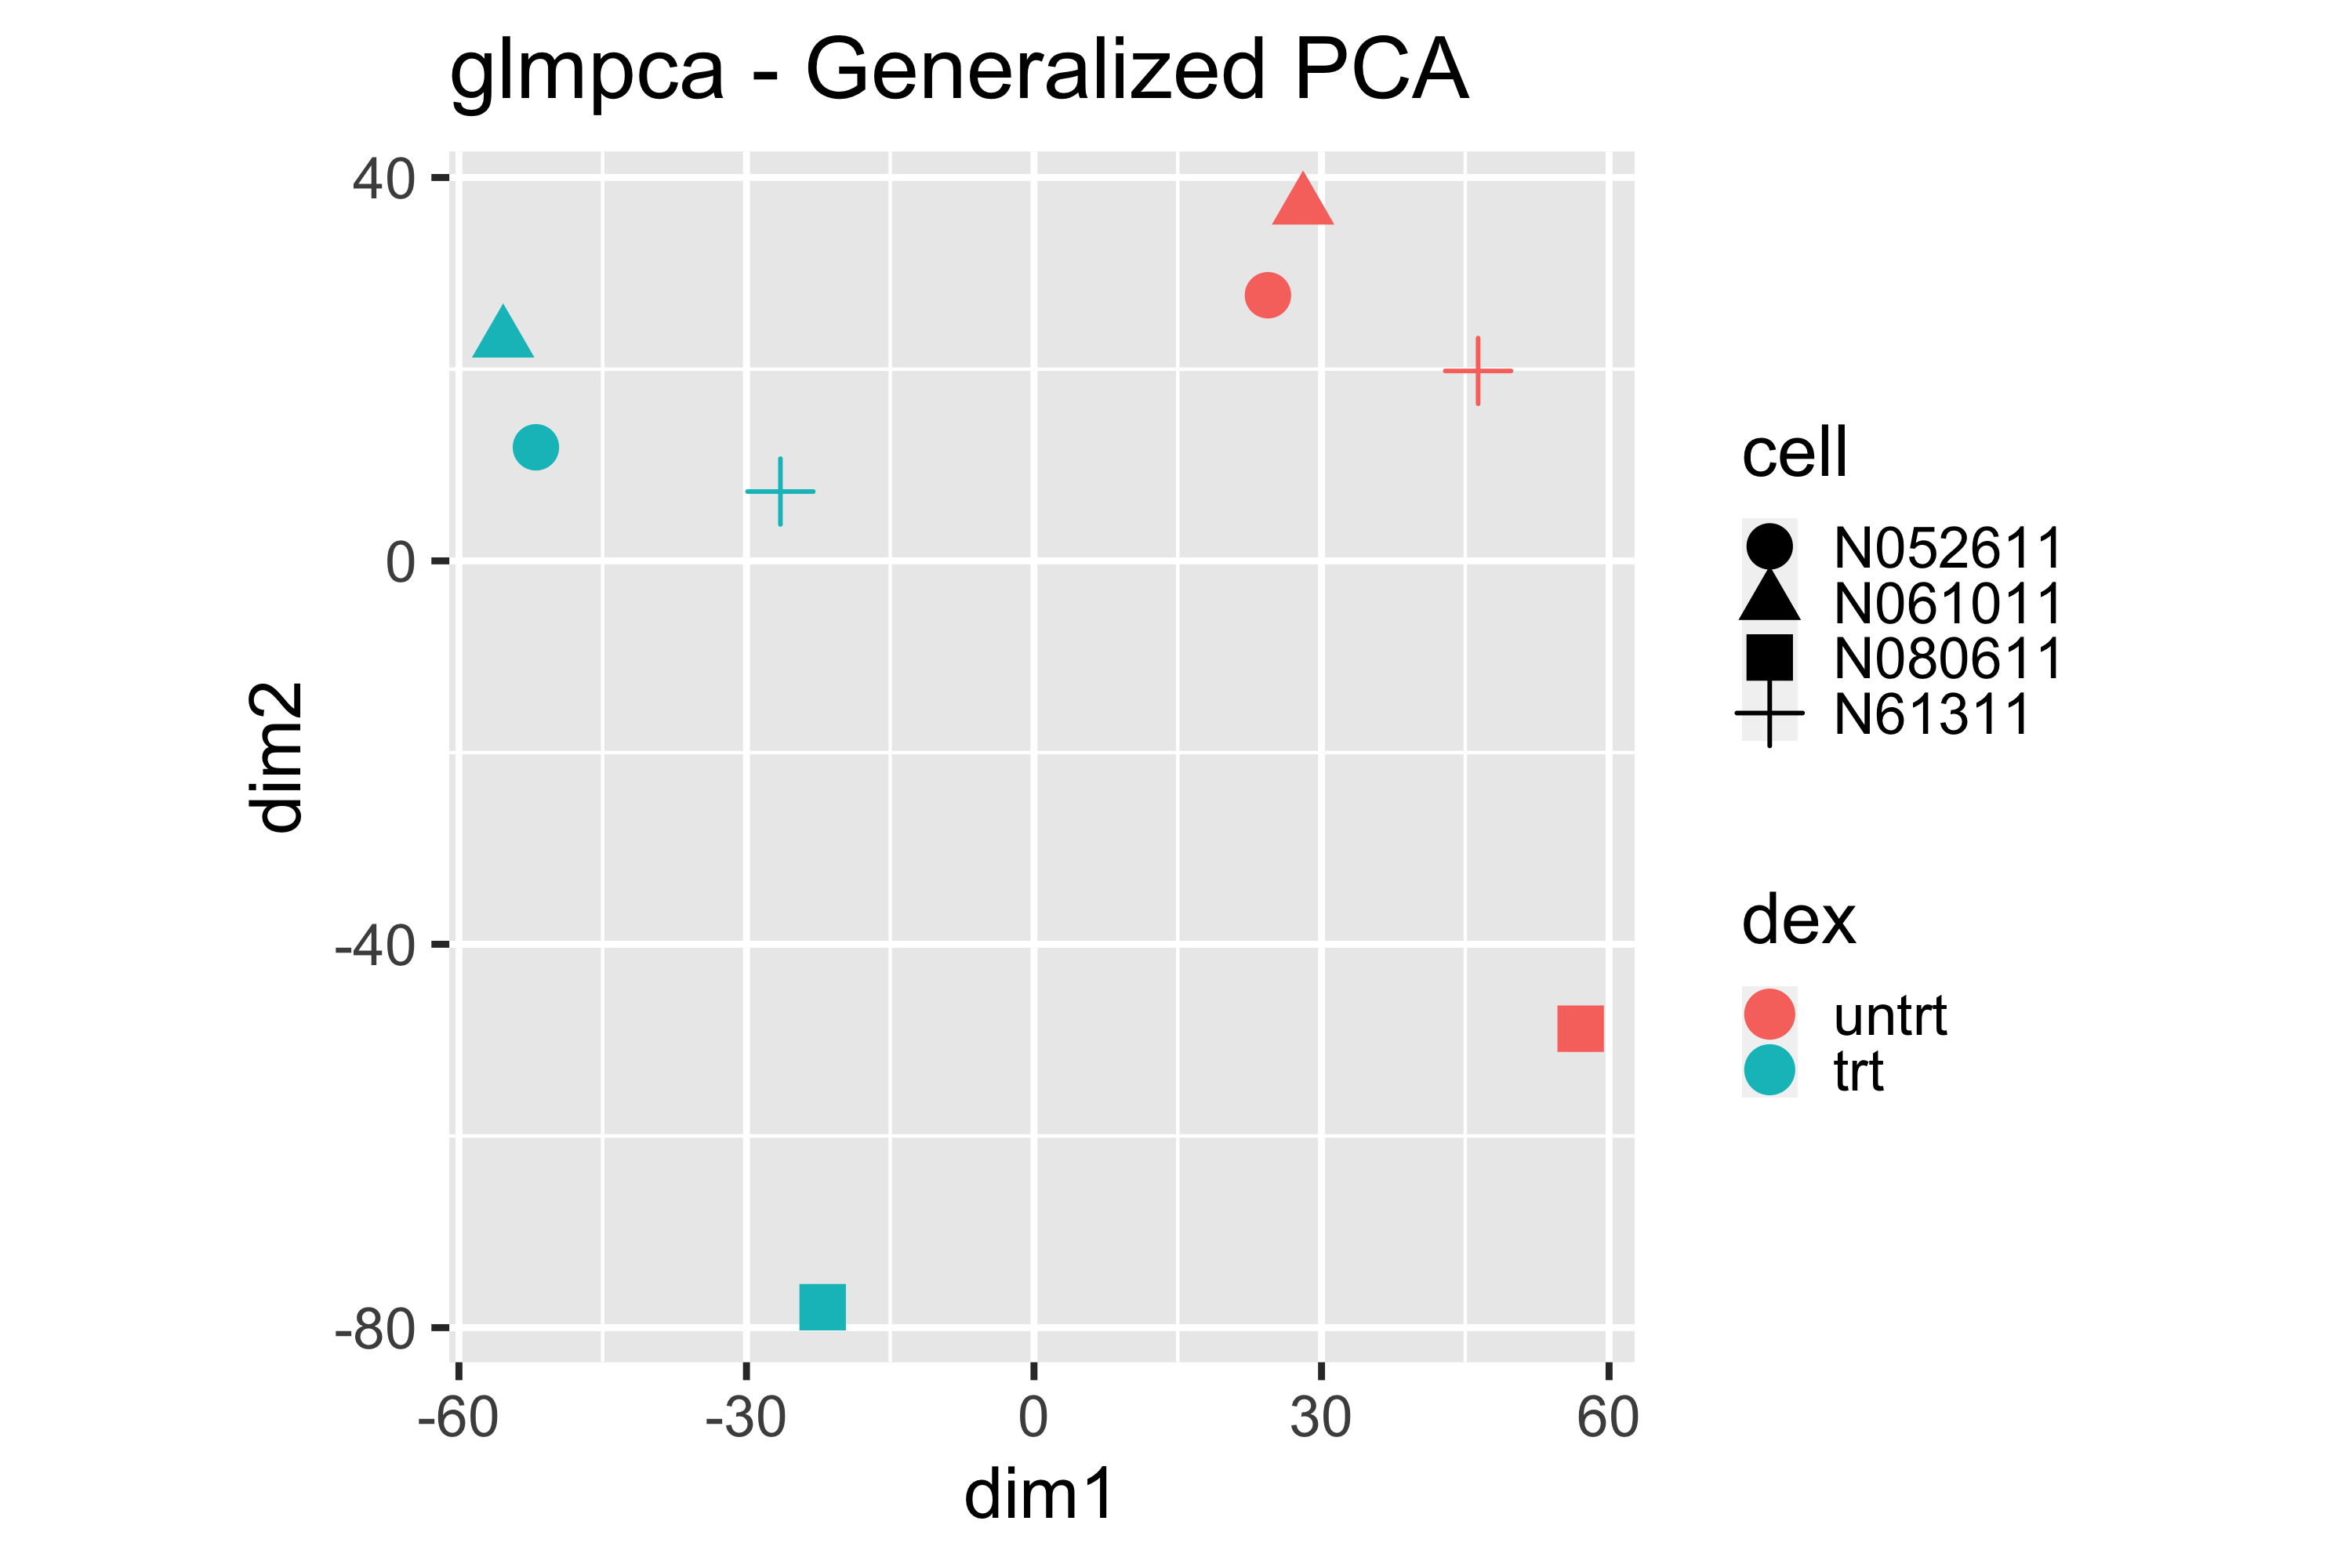 glmpca - Generalized PCA
40
0
-40
-80
dim2
-60 -30 0 30 60
dim1
cell
N052611
N061011
N080611
N61311
dex
untrt
trt